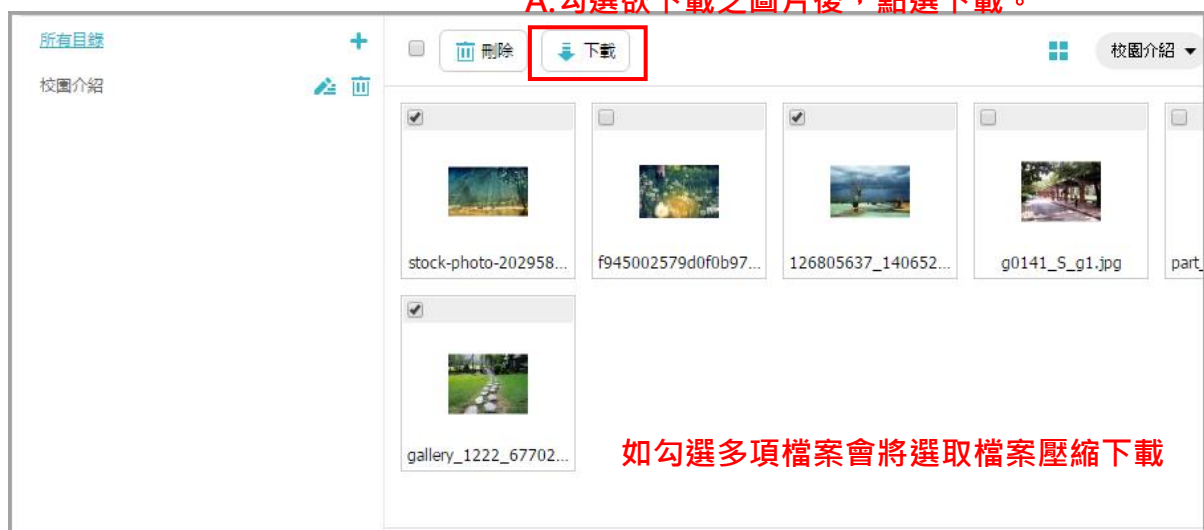 A.勾選欲下載之圖片後，點選下載。
所有目錄
刪除
下載
校園介紹
校園介紹
stock-photo-202958...
f945002579d0f0b97...
126805637_140652...
g0141_S_g1.jpg
part_
gallery_1222_67702...
如勾選多項檔案會將選取檔案壓縮下載